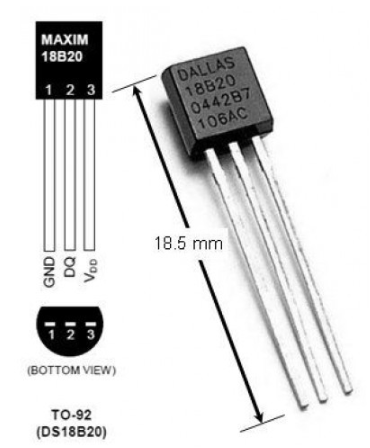 MAXIM
18B20
1 2 3
GND
DQ
VDD
1 2 3
(BOTTOM VIEW)
TO-92
(DS18B20)
DALLAS
18B20
0442B7
106AC
18.5 mm